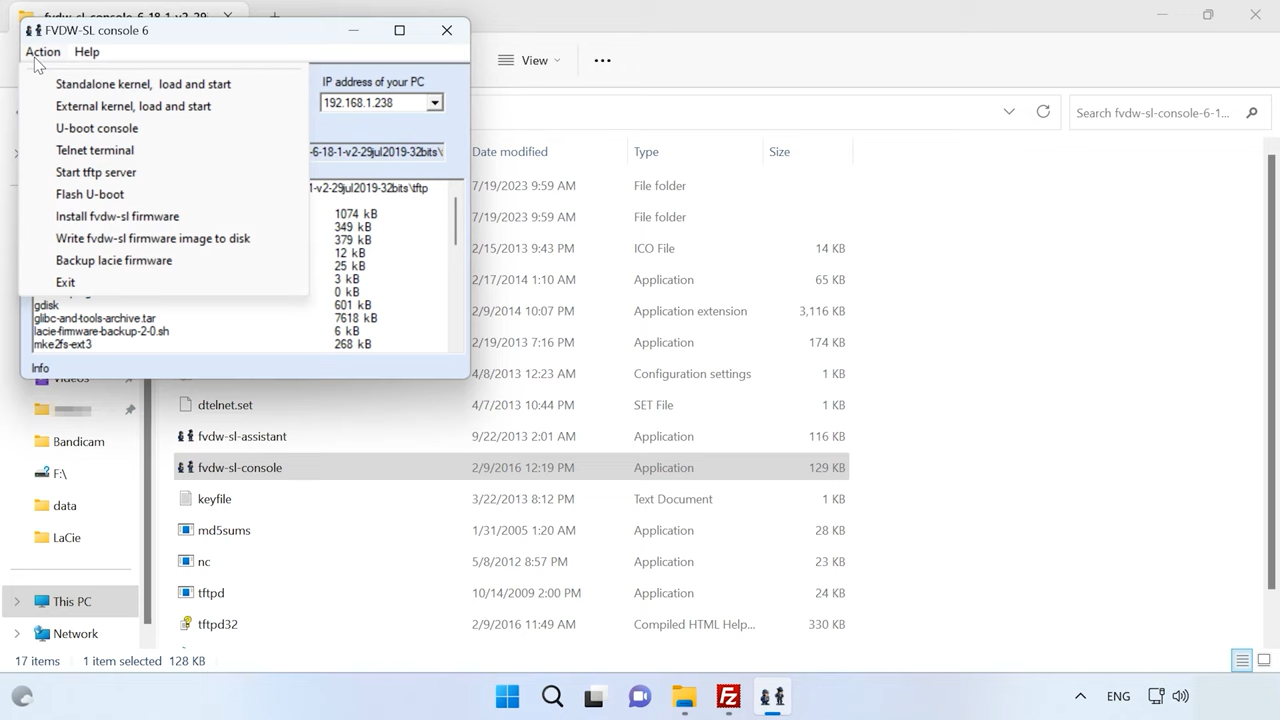 fvdw-sl-console-6-18-1-v2-29
FVDW-SL console 6
Action Help
View
Standalone kernel, load and start
External kernel, load and start
U-boot console
Telnet terminal
Start tftp server
Flash U-boot
Install fvdw-sl firmware
Write fvdw-sl firmware image to disk
Backup lacie firmware
Exit
IP address of your PC
192.168.1.238
-6-18-1-v2-29jul2019-32bits\
1-v2-29jul2019-32bits\tftp
1074 kB
349 kB
379 kB
12 kB
25 kB
3 kB
0 kB
gdisk 601 kB
glibc-and-tools-archive.tar 7618 kB
lacie-firmware-backup-2-0.sh 6 kB
mke2fs-ext3 268 kB
Info
Search fvdw-sl-console-6-1...
Date modified Type Size
7/19/2023 9:59 AM File folder
7/19/2023 9:59 AM File folder
2/15/2013 9:43 PM ICO File 14 KB
2/17/2014 1:10 AM Application 65 KB
2/19/2014 10:07 PM Application extension 3,116 KB
2/19/2013 7:16 PM Application 174 KB
4/8/2013 12:23 AM Configuration settings 1 KB
dtelnet.set 4/7/2013 10:44 PM SET File 1 KB
fvdw-sl-assistant 9/22/2013 2:01 AM Application 116 KB
fvdw-sl-console 2/9/2016 12:19 PM Application 129 KB
keyfile 3/22/2013 8:12 PM Text Document 1 KB
md5sums 1/31/2005 1:20 AM Application 28 KB
nc 5/8/2012 8:57 PM Application 23 KB
tftpd 10/14/2009 2:00 PM Application 24 KB
tftpd32 2/9/2016 11:49 AM Compiled HTML Help... 330 KB
Videos
Bandicam
F:\
data
LaCie
This PC
Network
17 items 1 item selected 128 KB
ENG